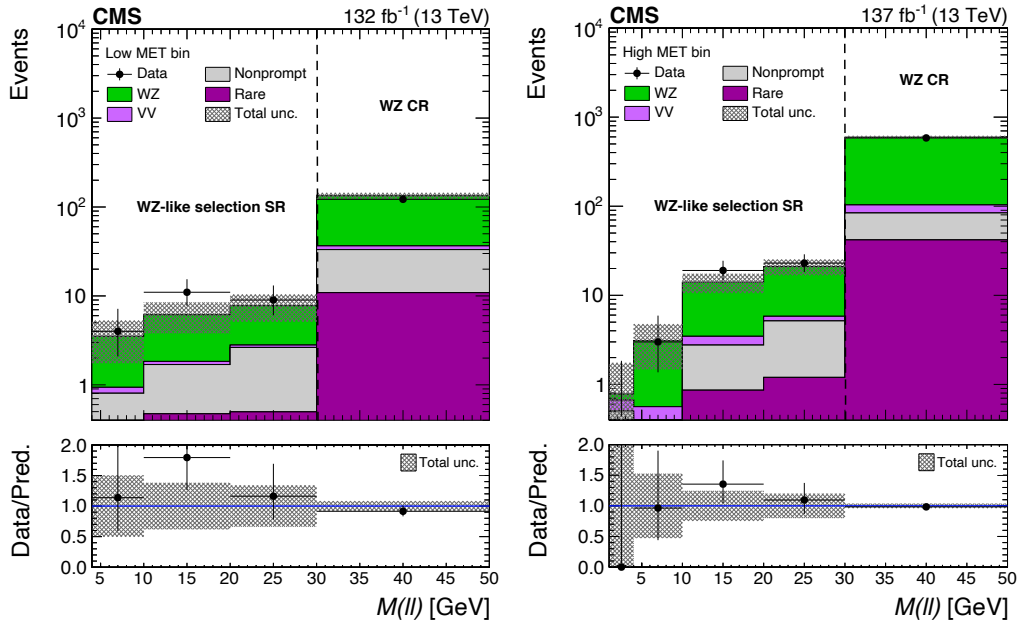 CMS 132 fb⁻¹ (13 TeV)
Events
10⁴
10³
10²
10
1
Low MET bin
Data Nonprompt
WZ Rare
VV Total unc.
WZ CR
WZ-like selection SR
Data/Pred.
2.0
1.5
1.0
0.5
0.0
Total unc.
5 10 15 20 25 30 35 40 45 50
M(ll) [GeV]
CMS 137 fb⁻¹ (13 TeV)
Events
10⁴
10³
10²
10
1
High MET bin
Data Nonprompt
WZ Rare
VV Total unc.
WZ CR
WZ-like selection SR
Data/Pred.
2.0
1.5
1.0
0.5
0.0
Total unc.
5 10 15 20 25 30 35 40 45 50
M(ll) [GeV]